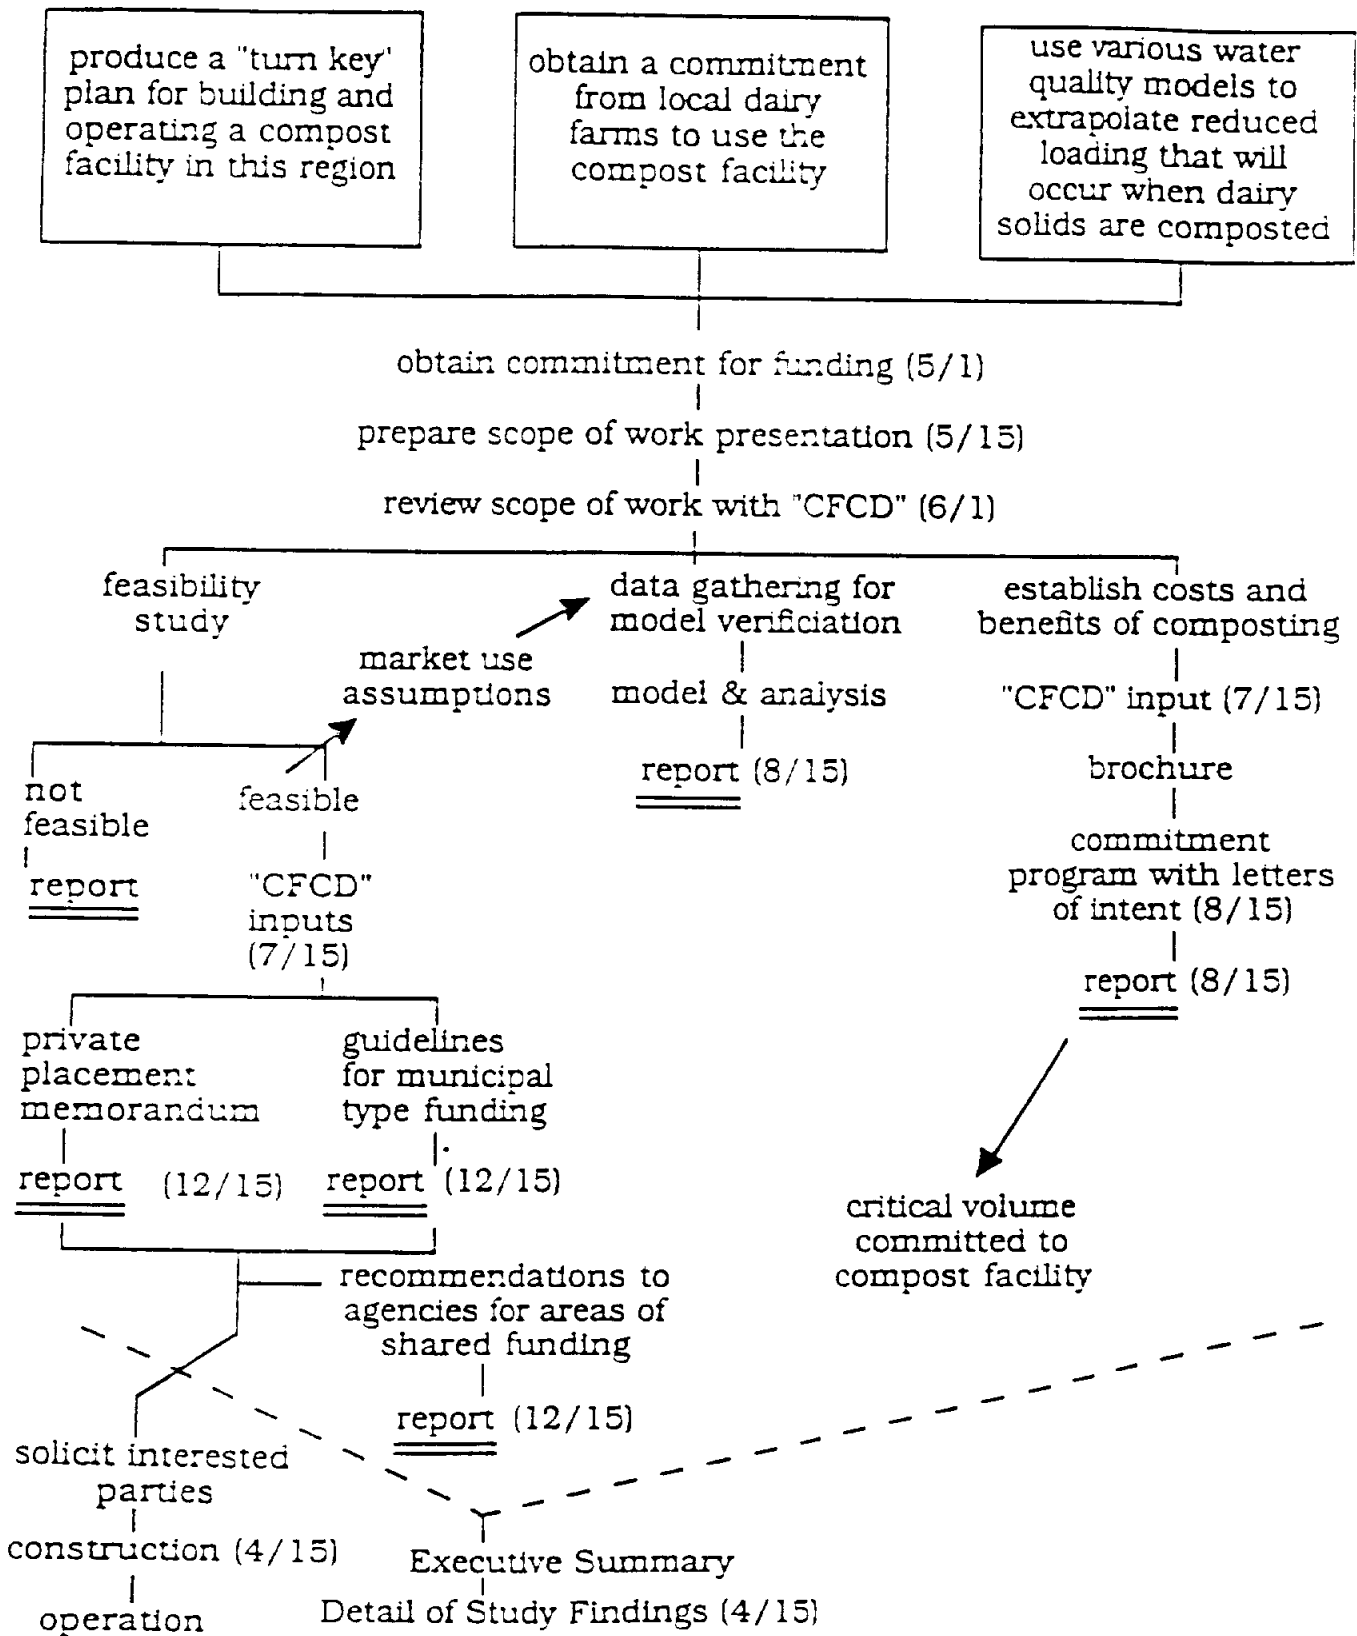 produce a "turn key"
plan for building and
operating a compost
facility in this region
obtain a commitment
from local dairy
farms to use the
compost facility
use various water
quality models to
extrapolate reduced
loading that will
occur when dairy
solids are composted
obtain commitment for funding (5/1)
prepare scope of work presentation (5/15)
review scope of work with "CFCD" (6/1)
feasibility
study
market use
assumptions
data gathering for
model verificiation
model & analysis
report (8/15)
establish costs and
benefits of composting
"CFCD" input (7/15)
brochure
commitment
program with letters
of intent (8/15)
report (8/15)
critical volume
committed to
compost facility
not
feasible
report
feasible
"CFCD"
inputs
(7/15)
private
placement
memorandum
report (12/15)
guidelines
for municipal
type funding
report (12/15)
recommendations to
agencies for areas of
shared funding
report (12/15)
solicit interested
parties
construction (4/15)
operation
Executive Summary
Detail of Study Findings (4/15)